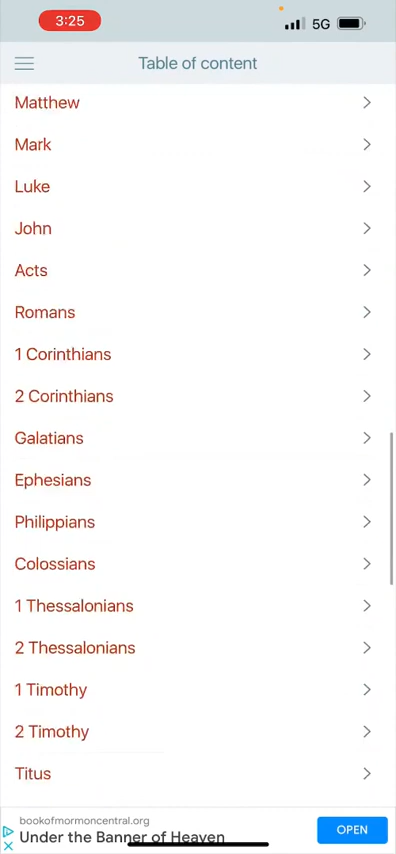 3:25
5G
Table of content
Matthew
Mark
Luke
John
Acts
Romans
1 Corinthians
2 Corinthians
Galatians
Ephesians
Philippians
Colossians
1 Thessalonians
2 Thessalonians
1 Timothy
2 Timothy
Titus
bookofmormoncentral.org
Under the Banner of Heaven
OPEN